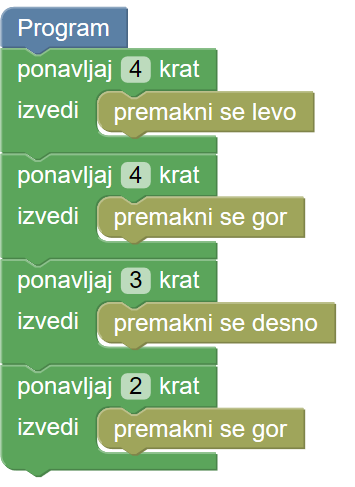 Program
ponavljaj 4 krat
izvedi premakni se levo
ponavljaj 4 krat
izvedi premakni se gor
ponavljaj 3 krat
izvedi premakni se desno
ponavljaj 2 krat
izvedi premakni se gor